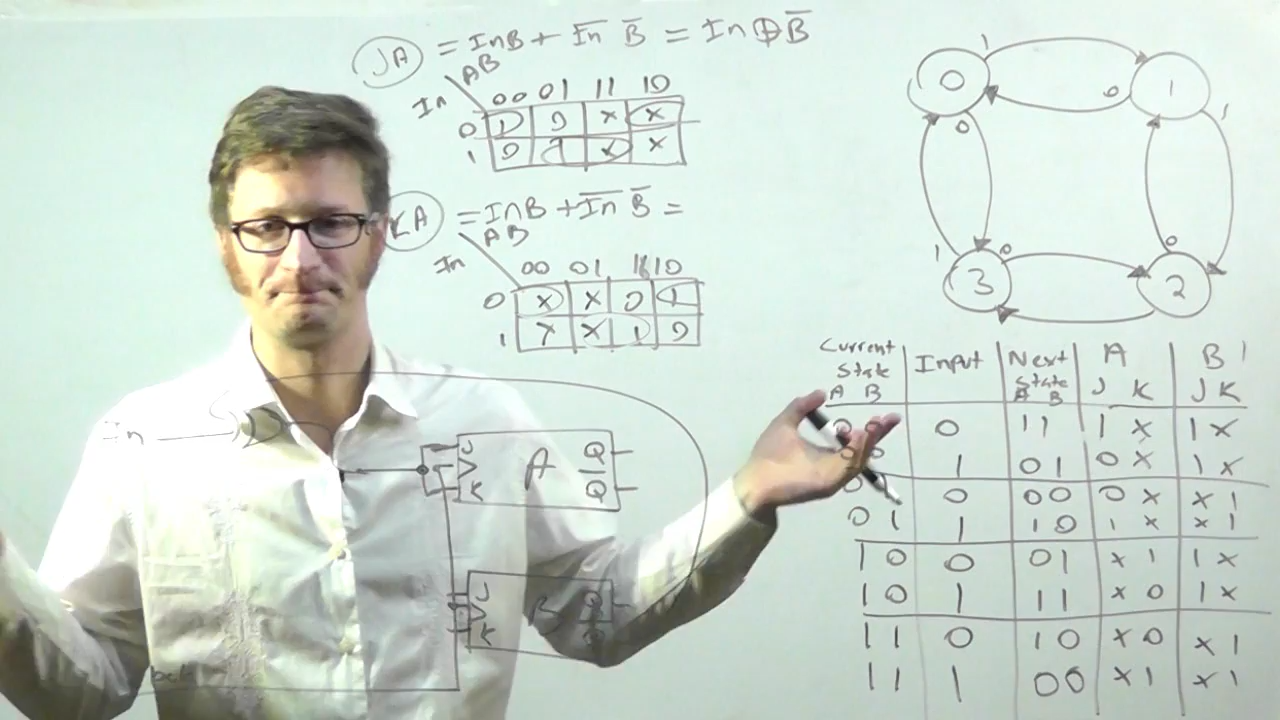 JA = InB + I̅n̅ B̅ = In ⊕ B̅
AB
In 00 01 11 10
0 1 0 x x
1 0 1 x x
KA = InB + I̅n̅ B̅ =
AB
In 00 01 11 10
0 x x 0 1
1 x x 1 0
0 1 1
0 0 1
1 0 0
3 2
In
J Q
A
K Q̅
J Q
B
K Q̅
Current State Input Next State A B
A B A B J K J K
0 0 0 1 1 1 x 1 x
0 0 1 0 1 0 x 1 x
0 0 0 0 0 x x 1
0 1 1 1 0 1 x x 1
1 0 0 0 1 x 1 1 x
1 0 1 1 1 x 0 1 x
1 1 0 1 0 x 0 x 1
1 1 1 0 0 x 1 x 1